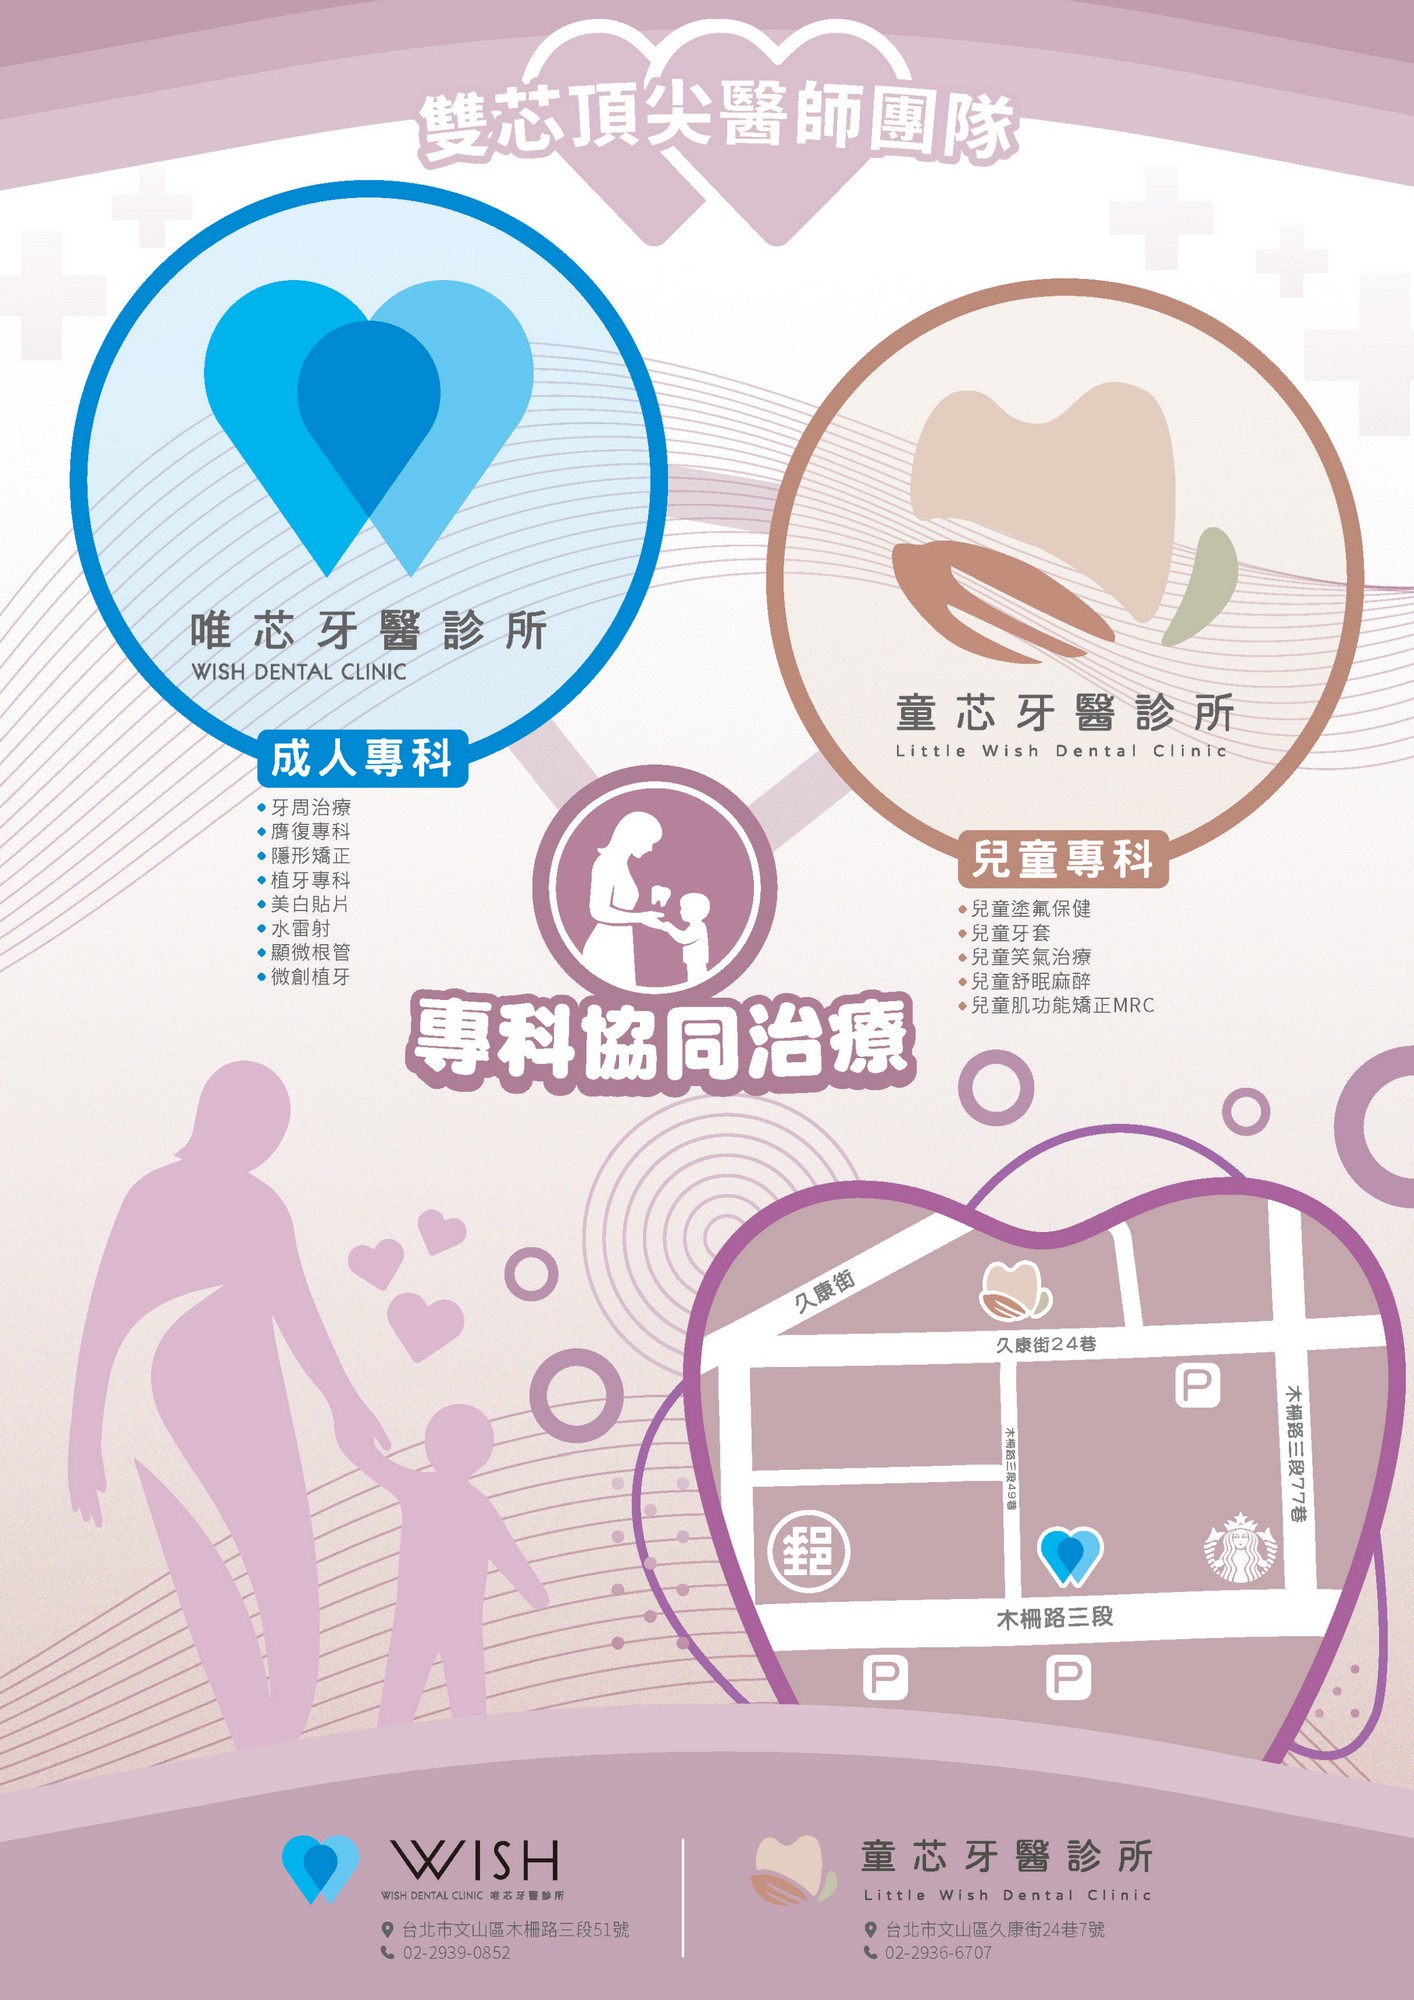 雙芯頂尖醫師團隊
唯芯牙醫診所
WISH DENTAL CLINIC
成人專科
牙周治療
膺復專科
隱形矯正
植牙專科
美白貼片
水雷射
顯微根管
微創植牙
童芯牙醫診所
Little Wish Dental Clinic
兒童專科
兒童塗氟保健
兒童牙套
兒童笑氣治療
兒童舒眠麻醉
兒童肌功能矯正MRC
專科協同治療
久康街
久康街24巷
P
木柵路三段77巷
木柵路三段49巷
郵
木柵路三段
P
P
WISH
WISH DENTAL CLINIC 唯芯牙醫診所
台北市文山區木柵路三段51號
02-2939-0852
童芯牙醫診所
Little Wish Dental Clinic
台北市文山區久康街24巷7號
02-2936-6707